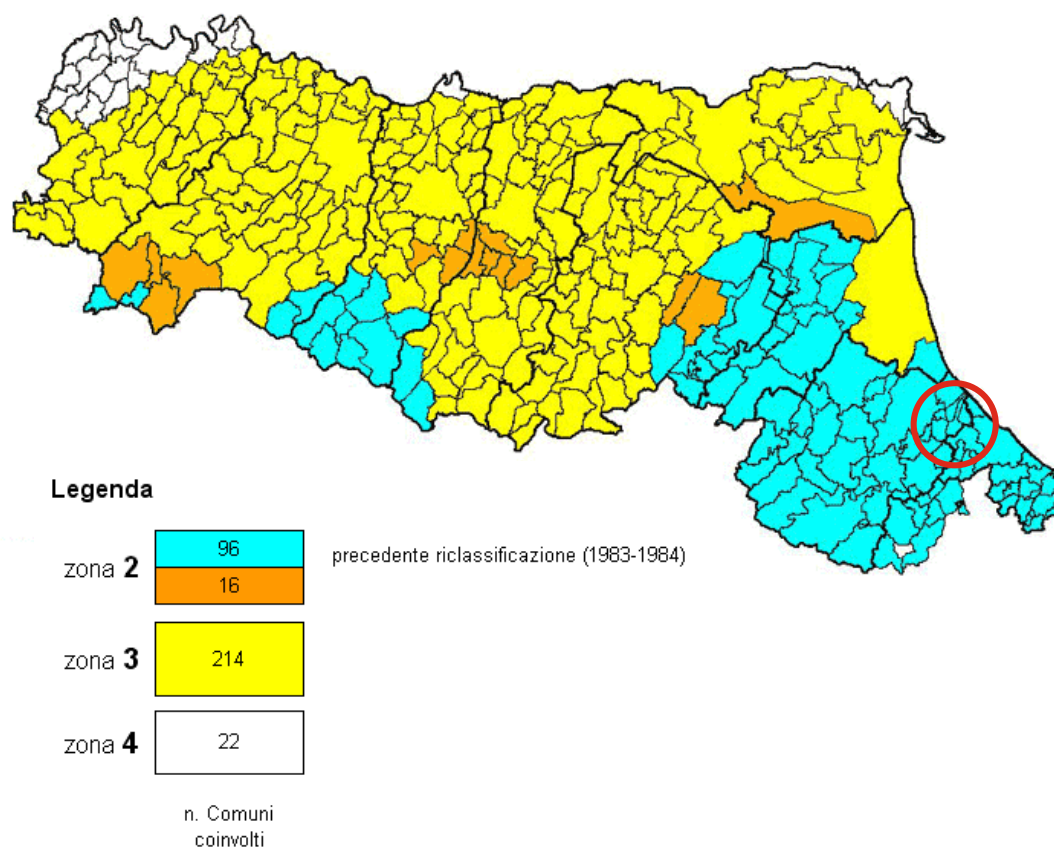 Legenda
zona 2
96
precedente riclassificazione (1983-1984)
16
zona 3
214
zona 4
22
n. Comuni
coinvolti